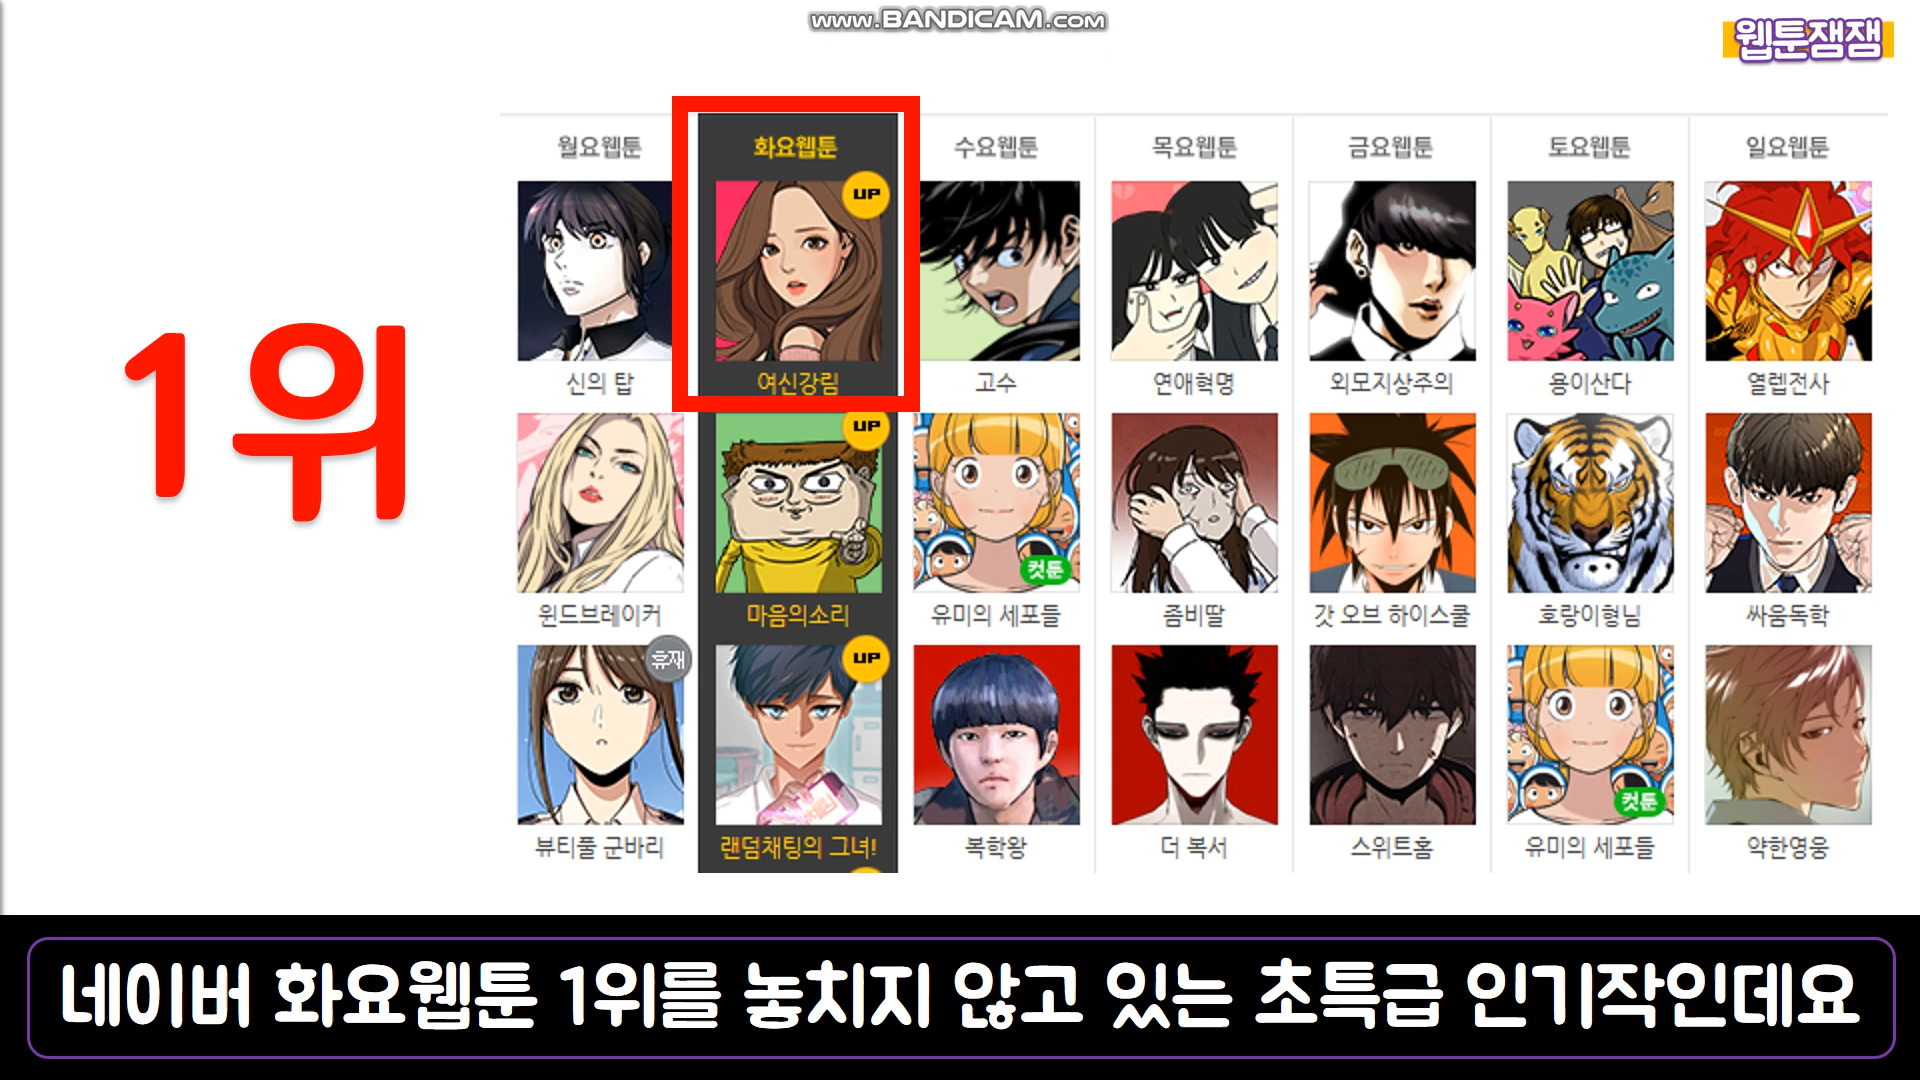 www.BANDICAM.com
웹툰잼잼
1위
월요웹툰 화요웹툰 수요웹툰 목요웹툰 금요웹툰 토요웹툰 일요웹툰
UP
신의 탑 여신강림 고수 연애혁명 외모지상주의 용이산다 열렙전사
UP
컷툰
윈드브레이커 마음의소리 유미의 세포들 좀비딸 갓 오브 하이스쿨 호랑이형님 싸움독학
휴재 UP
컷툰
뷰티풀 군바리 랜덤채팅의 그녀! 복학왕 더 복서 스위트홈 유미의 세포들 약한영웅
네이버 화요웹툰 1위를 놓치지 않고 있는 초특급 인기작인데요